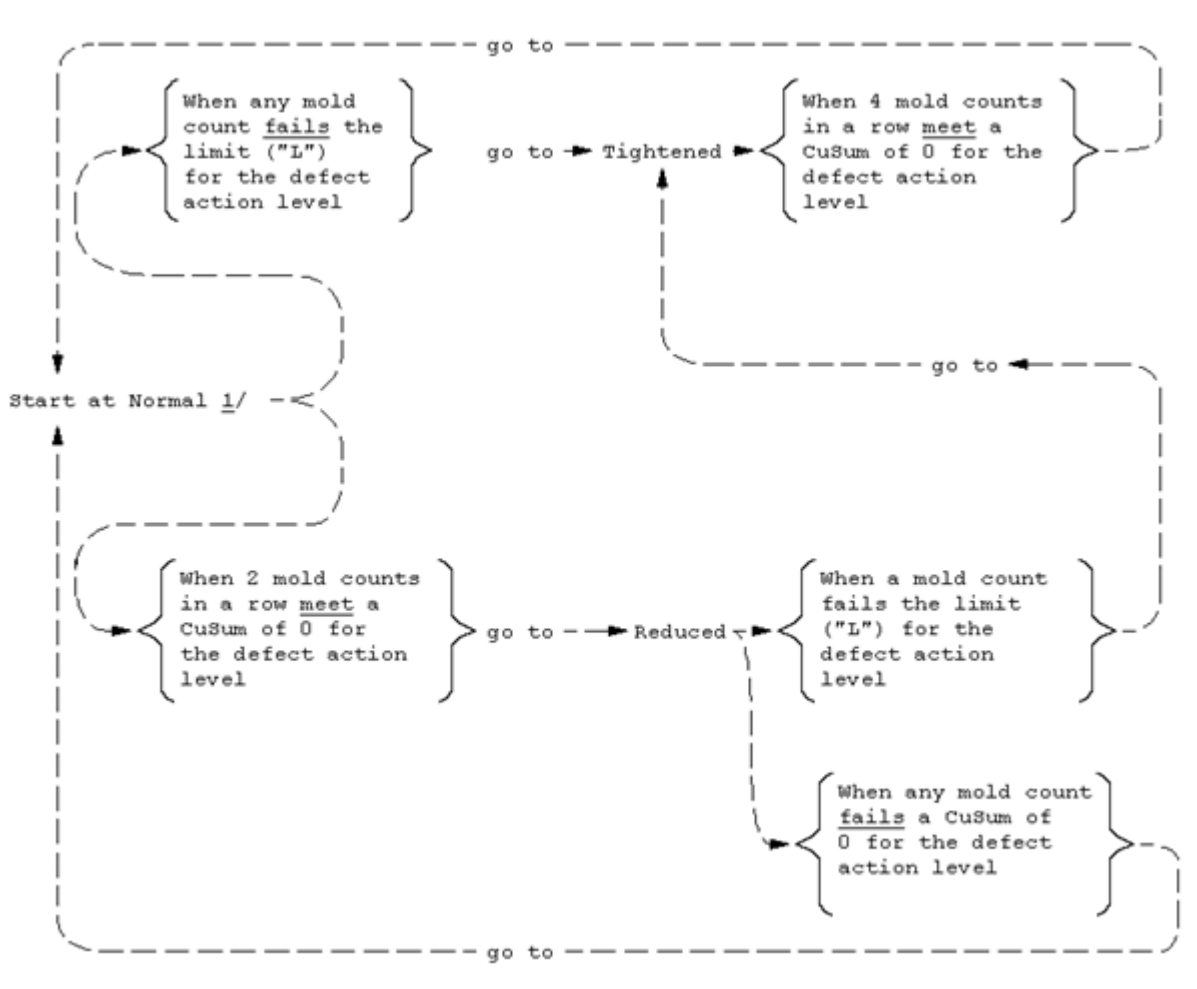 go to
When any mold
count fails the
limit ("L")
for the defect
action level
go to
Tightened
When 4 mold counts
in a row meet a
CuSum of 0 for the
defect action
level
go to
Start at Normal 1/
When 2 mold counts
in a row meet a
CuSum of 0 for
the defect action
level
go to
Reduced
When a mold count
fails the limit
("L") for the
defect action
level
When any mold count
fails a CuSum of
0 for the defect
action level
go to